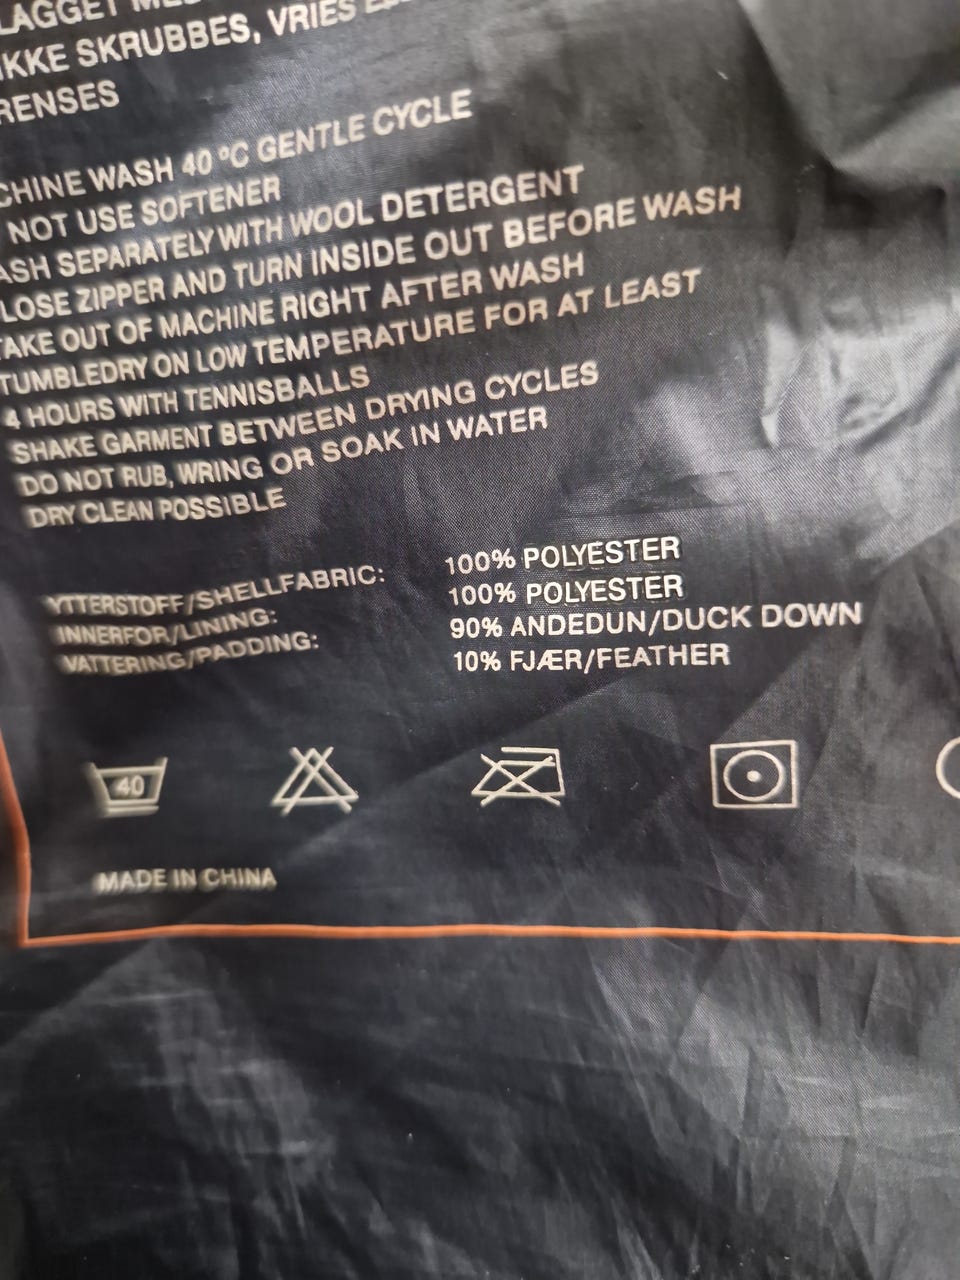 IKKE SKRUBBES, VRIES
RENSES
CHINE WASH 40 °C GENTLE CYCLE
NOT USE SOFTENER
ASH SEPARATELY WITH WOOL DETERGENT
LOSE ZIPPER AND TURN INSIDE OUT BEFORE WASH
TAKE OUT OF MACHINE RIGHT AFTER WASH
TUMBLEDRY ON LOW TEMPERATURE FOR AT LEAST
4 HOURS WITH TENNISBALLS
SHAKE GARMENT BETWEEN DRYING CYCLES
DO NOT RUB, WRING OR SOAK IN WATER
DRY CLEAN POSSIBLE
YTTERSTOFF/SHELLFABRIC: 100% POLYESTER
INNERFOR/LINING: 100% POLYESTER
VATTERING/PADDING: 90% ANDEDUN/DUCK DOWN
10% FJÆR/FEATHER
40
MADE IN CHINA